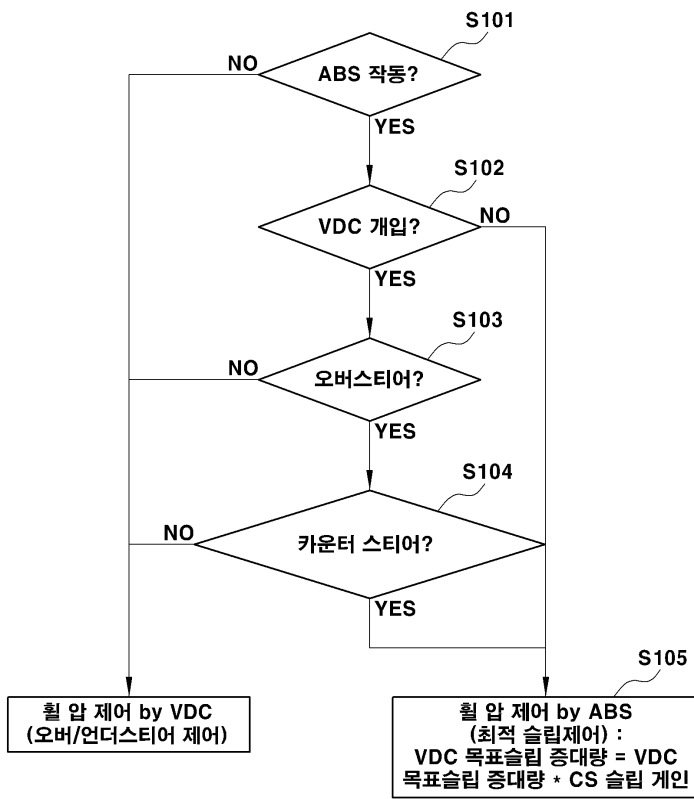 S101
NO
ABS 작동?
YES
S102
VDC 개입?
NO
YES
S103
NO
오버스티어?
YES
S104
NO
카운터 스티어?
YES
S105
휠 압 제어 by VDC
(오버/언더스티어 제어)
휠 압 제어 by ABS
(최적 슬립제어) :
VDC 목표슬립 증대량 = VDC
목표슬립 증대량 * CS 슬립 게인